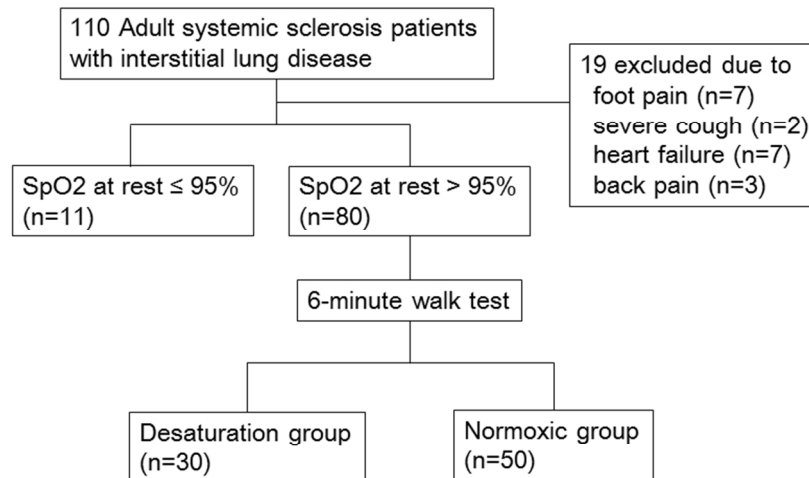 110 Adult systemic sclerosis patients
with interstitial lung disease
19 excluded due to
foot pain (n=7)
severe cough (n=2)
heart failure (n=7)
back pain (n=3)
SpO2 at rest ≤ 95%
(n=11)
SpO2 at rest > 95%
(n=80)
6-minute walk test
Desaturation group
(n=30)
Normoxic group
(n=50)